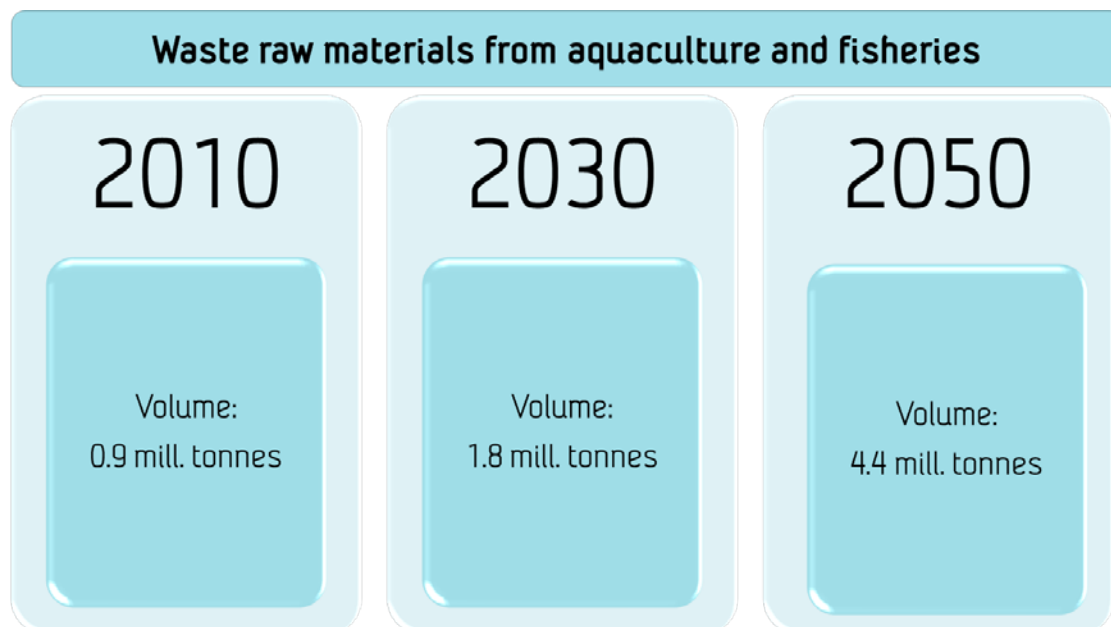 Waste raw materials from aquaculture and fisheries
2010
2030
2050
Volume:
0.9 mill. tonnes
Volume:
1.8 mill. tonnes
Volume:
4.4 mill. tonnes